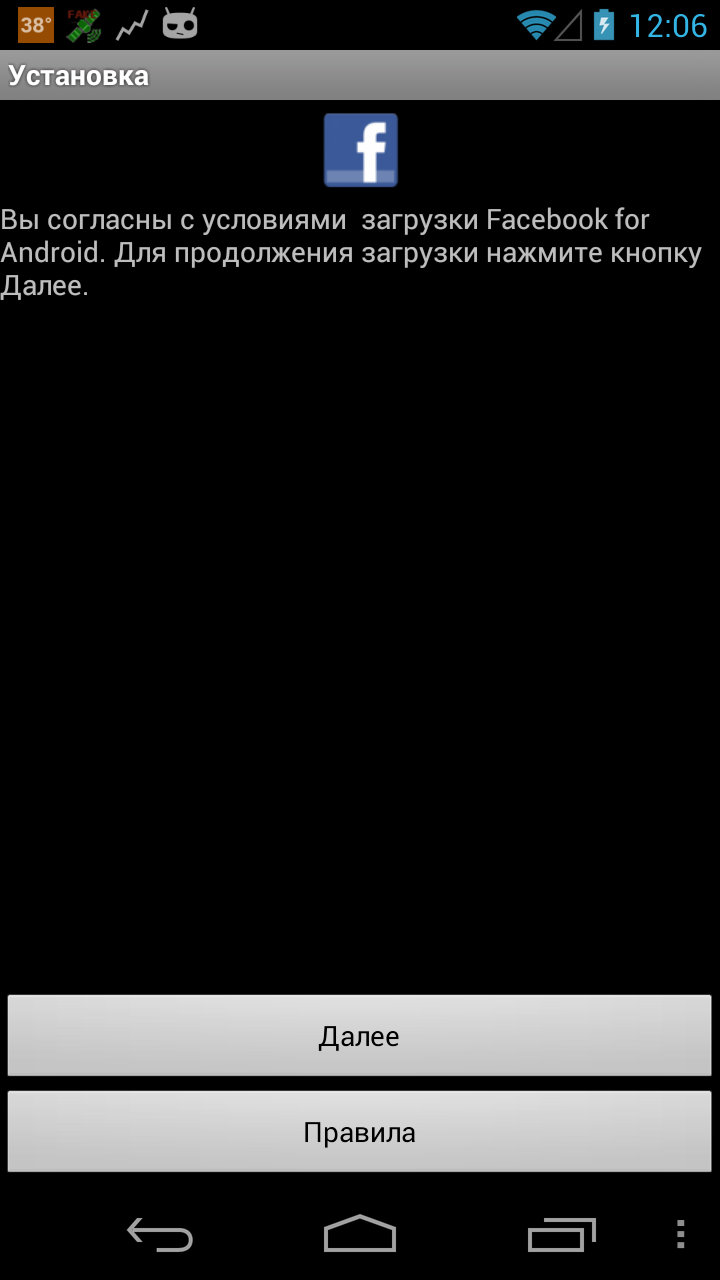 38°
FAKE
12:06
Установка
f
Вы согласны с условиями  загрузки Facebook for
Android. Для продолжения загрузки нажмите кнопку
Далее.
Далее
Правила